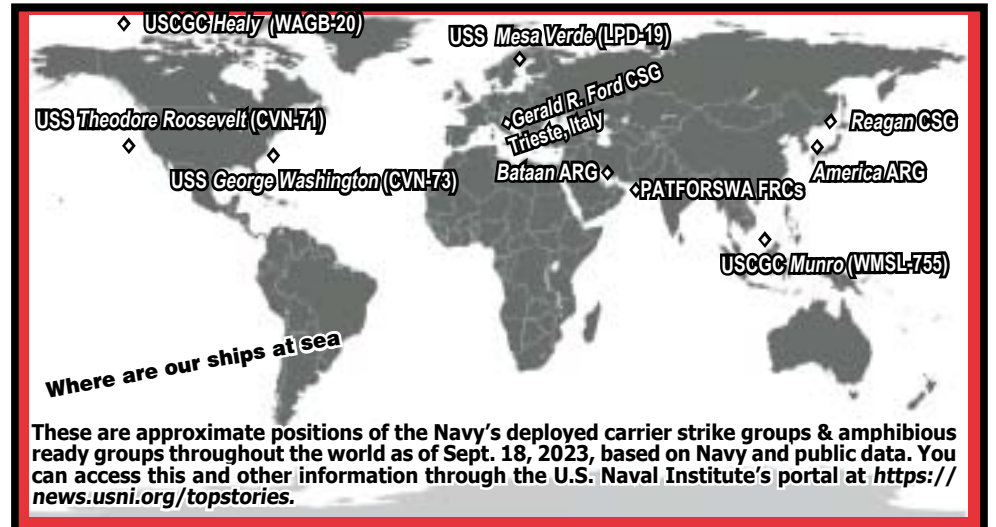 USCGC Healy (WAGB-20)
USS Mesa Verde (LPD-19)
Gerald R. Ford CSG
Trieste, Italy
USS Theodore Roosevelt (CVN-71)
Reagan CSG
USS George Washington (CVN-73)
Bataan ARG
America ARG
PATFORSWA FRCs
USCGC Munro (WMSL-755)
Where are our ships at sea
These are approximate positions of the Navy’s deployed carrier strike groups & amphibious
ready groups throughout the world as of Sept. 18, 2023, based on Navy and public data. You
can access this and other information through the U.S. Naval Institute’s portal at https://
news.usni.org/topstories.